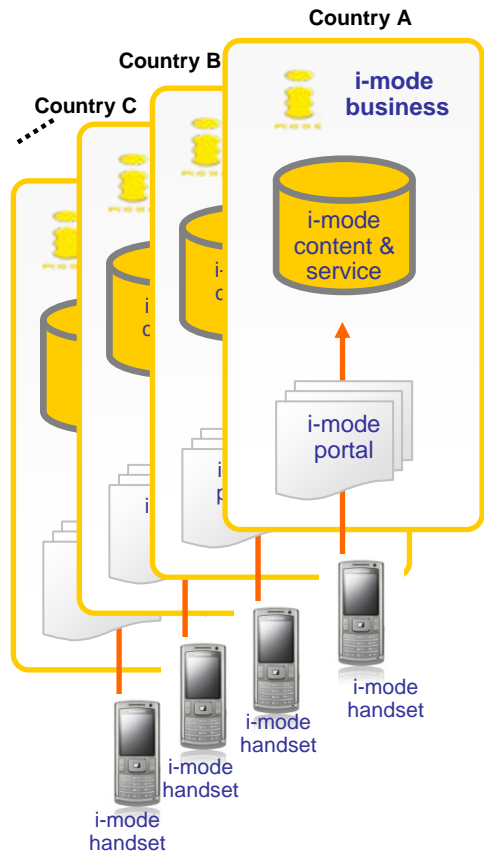 Country A
Country B
Country C
i-mode
business
i-mode
content &
service
i-mode
portal
i-mode
handset
i-mode
handset
i-mode
handset
i-mode
handset